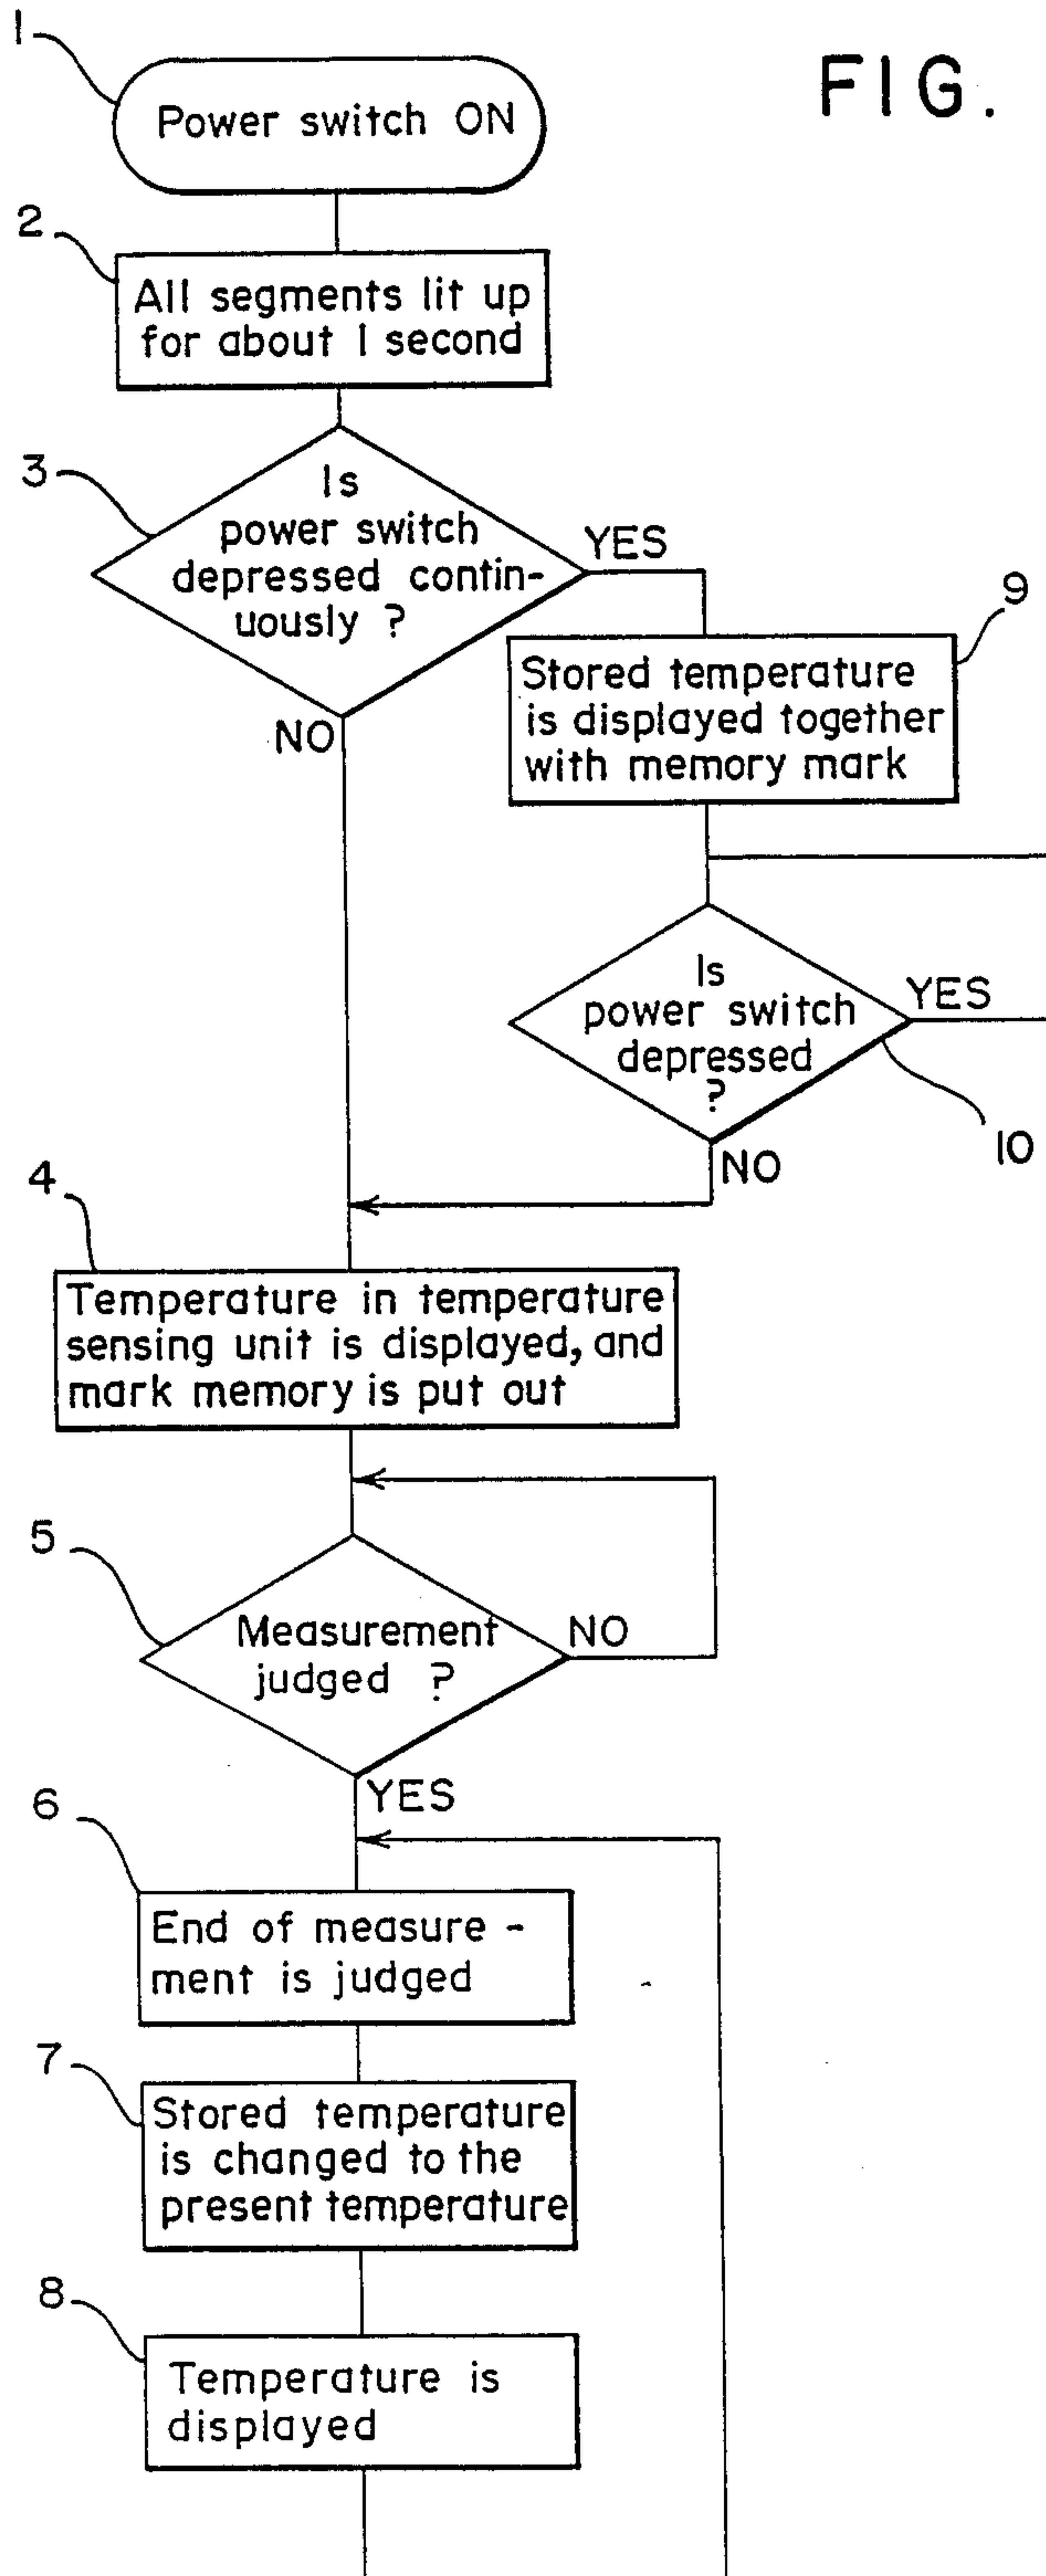 FIG.
1
Power switch ON
2
All segments lit up
for about 1 second
3
Is
power switch
depressed contin-
uously ?
YES
NO
9
Stored temperature
is displayed together
with memory mark
Is
power switch
depressed
?
YES
10
NO
4
Temperature in temperature
sensing unit is displayed, and
mark memory is put out
5
Measurement
judged ?
NO
YES
6
End of measure -
ment is judged
7
Stored temperature
is changed to the
present temperature
8
Temperature is
displayed